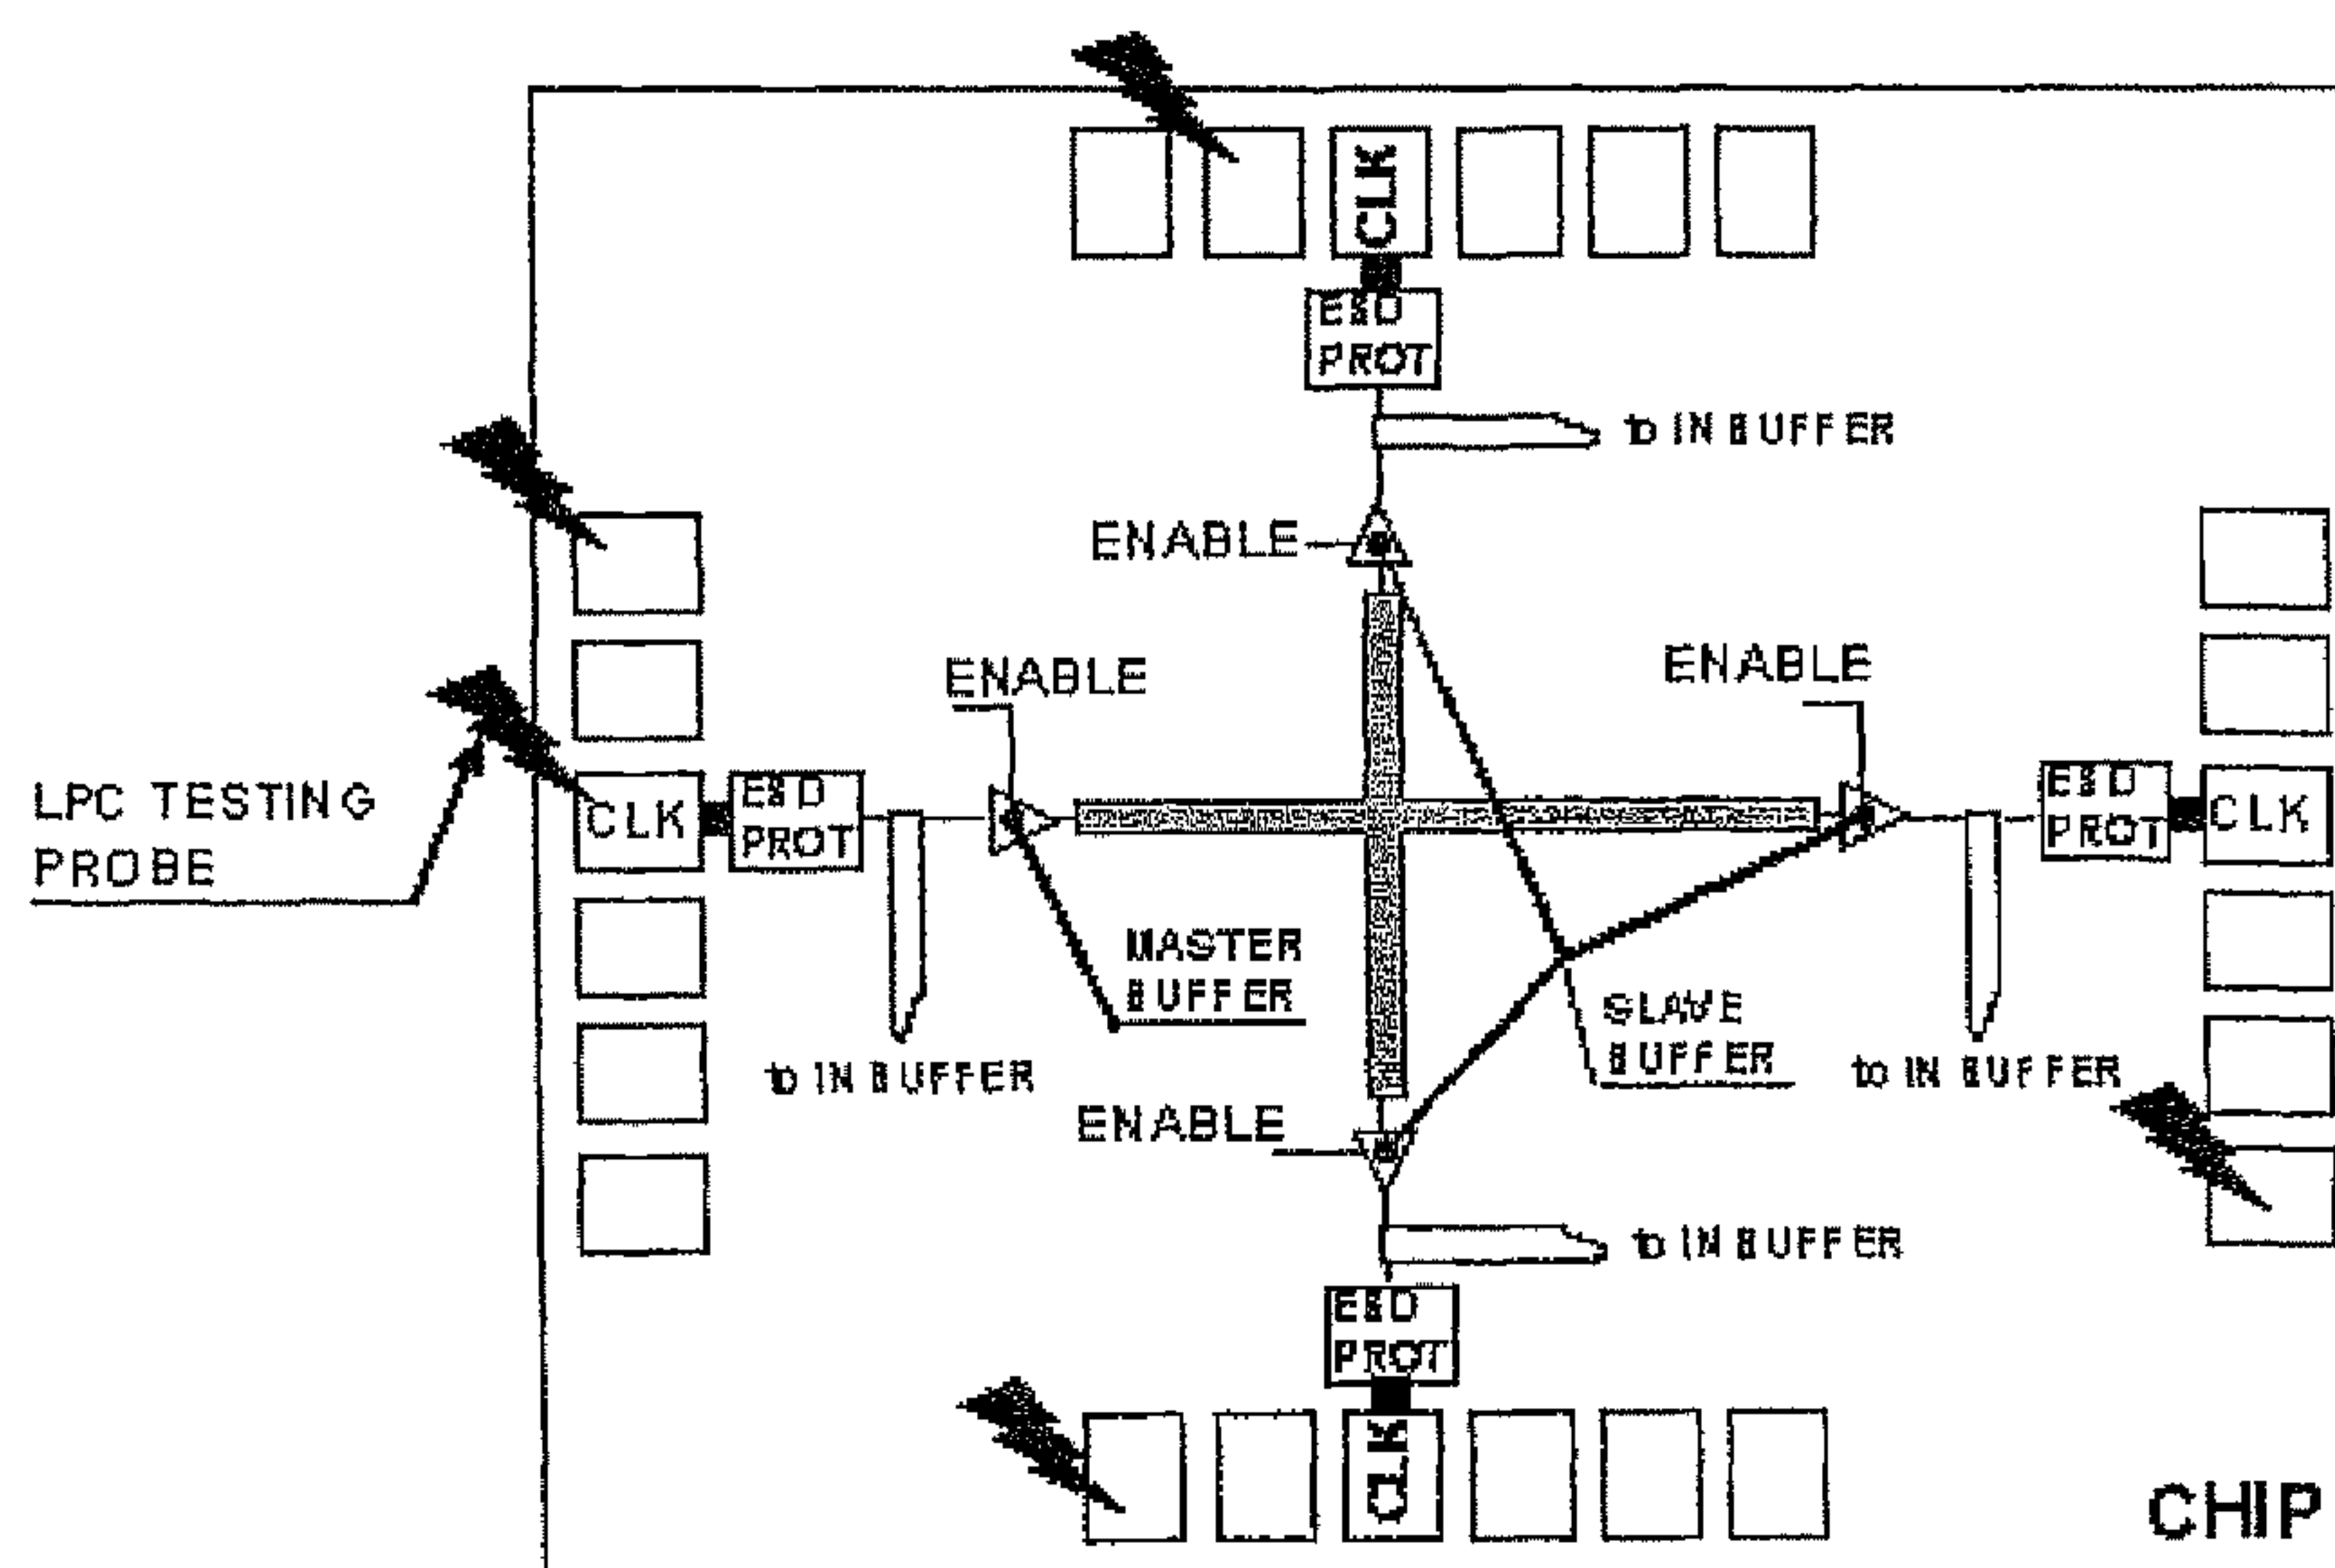 CLK
ESD
PROT
to IN BUFFER
ENABLE
ENABLE
ENABLE
LPC TESTING
PROBE
CLK
ESD
PROT
ESD
PROT
CLK
MASTER
BUFFER
SLAVE
BUFFER
to IN BUFFER
to IN BUFFER
ENABLE
to IN BUFFER
ESD
PROT
CLK
CHIP